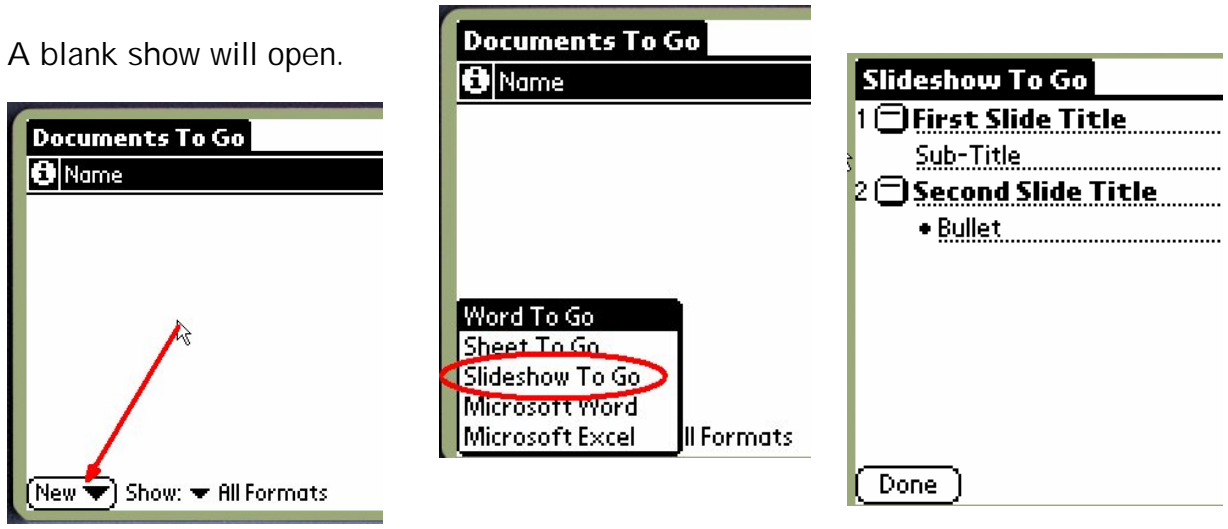 A blank show will open.
Documents To Go
Name
New
Show: All Formats
Documents To Go
Name
Word To Go
Sheet To Go
Slideshow To Go
Microsoft Word
Microsoft Excel
ll Formats
Slideshow To Go
1 First Slide Title
Sub-Title
2 Second Slide Title
• Bullet
Done